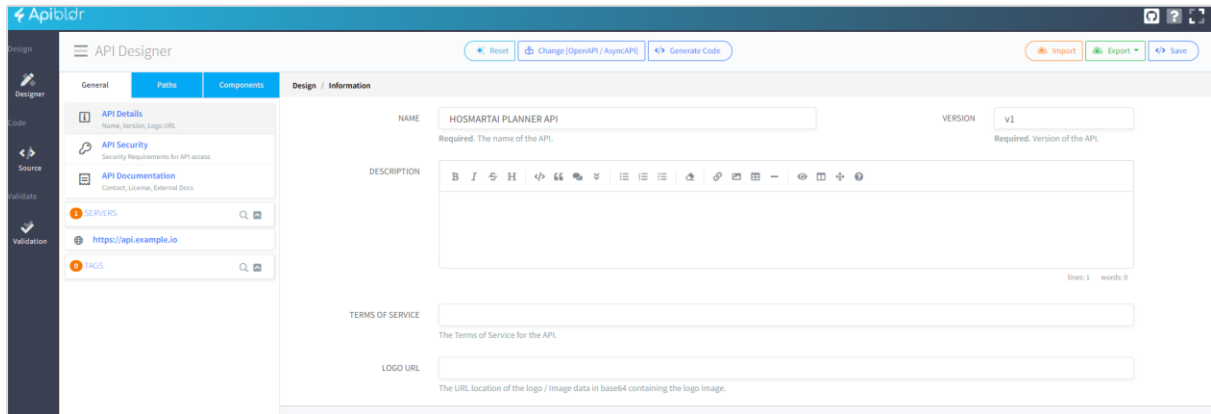 Apibldr
Design
Designer
Code
Source
Validate
Validation
API Designer
Reset
Change [OpenAPI / AsyncAPI]
Generate Code
Import
Export
Save
General
Paths
Components
API Details
Name, Version, Logo URL
API Security
Security Requirements for API access
API Documentation
Contact, License, External Docs
1 SERVERS
https://api.example.io
0 TAGS
Design / Information
NAME
HOSMARTAI PLANNER API
Required. The name of the API.
VERSION
v1
Required. Version of the API.
DESCRIPTION
B I S H
lines: 1 words: 0
TERMS OF SERVICE
The Terms of Service for the API.
LOGO URL
The URL location of the logo / Image data in base64 containing the logo image.